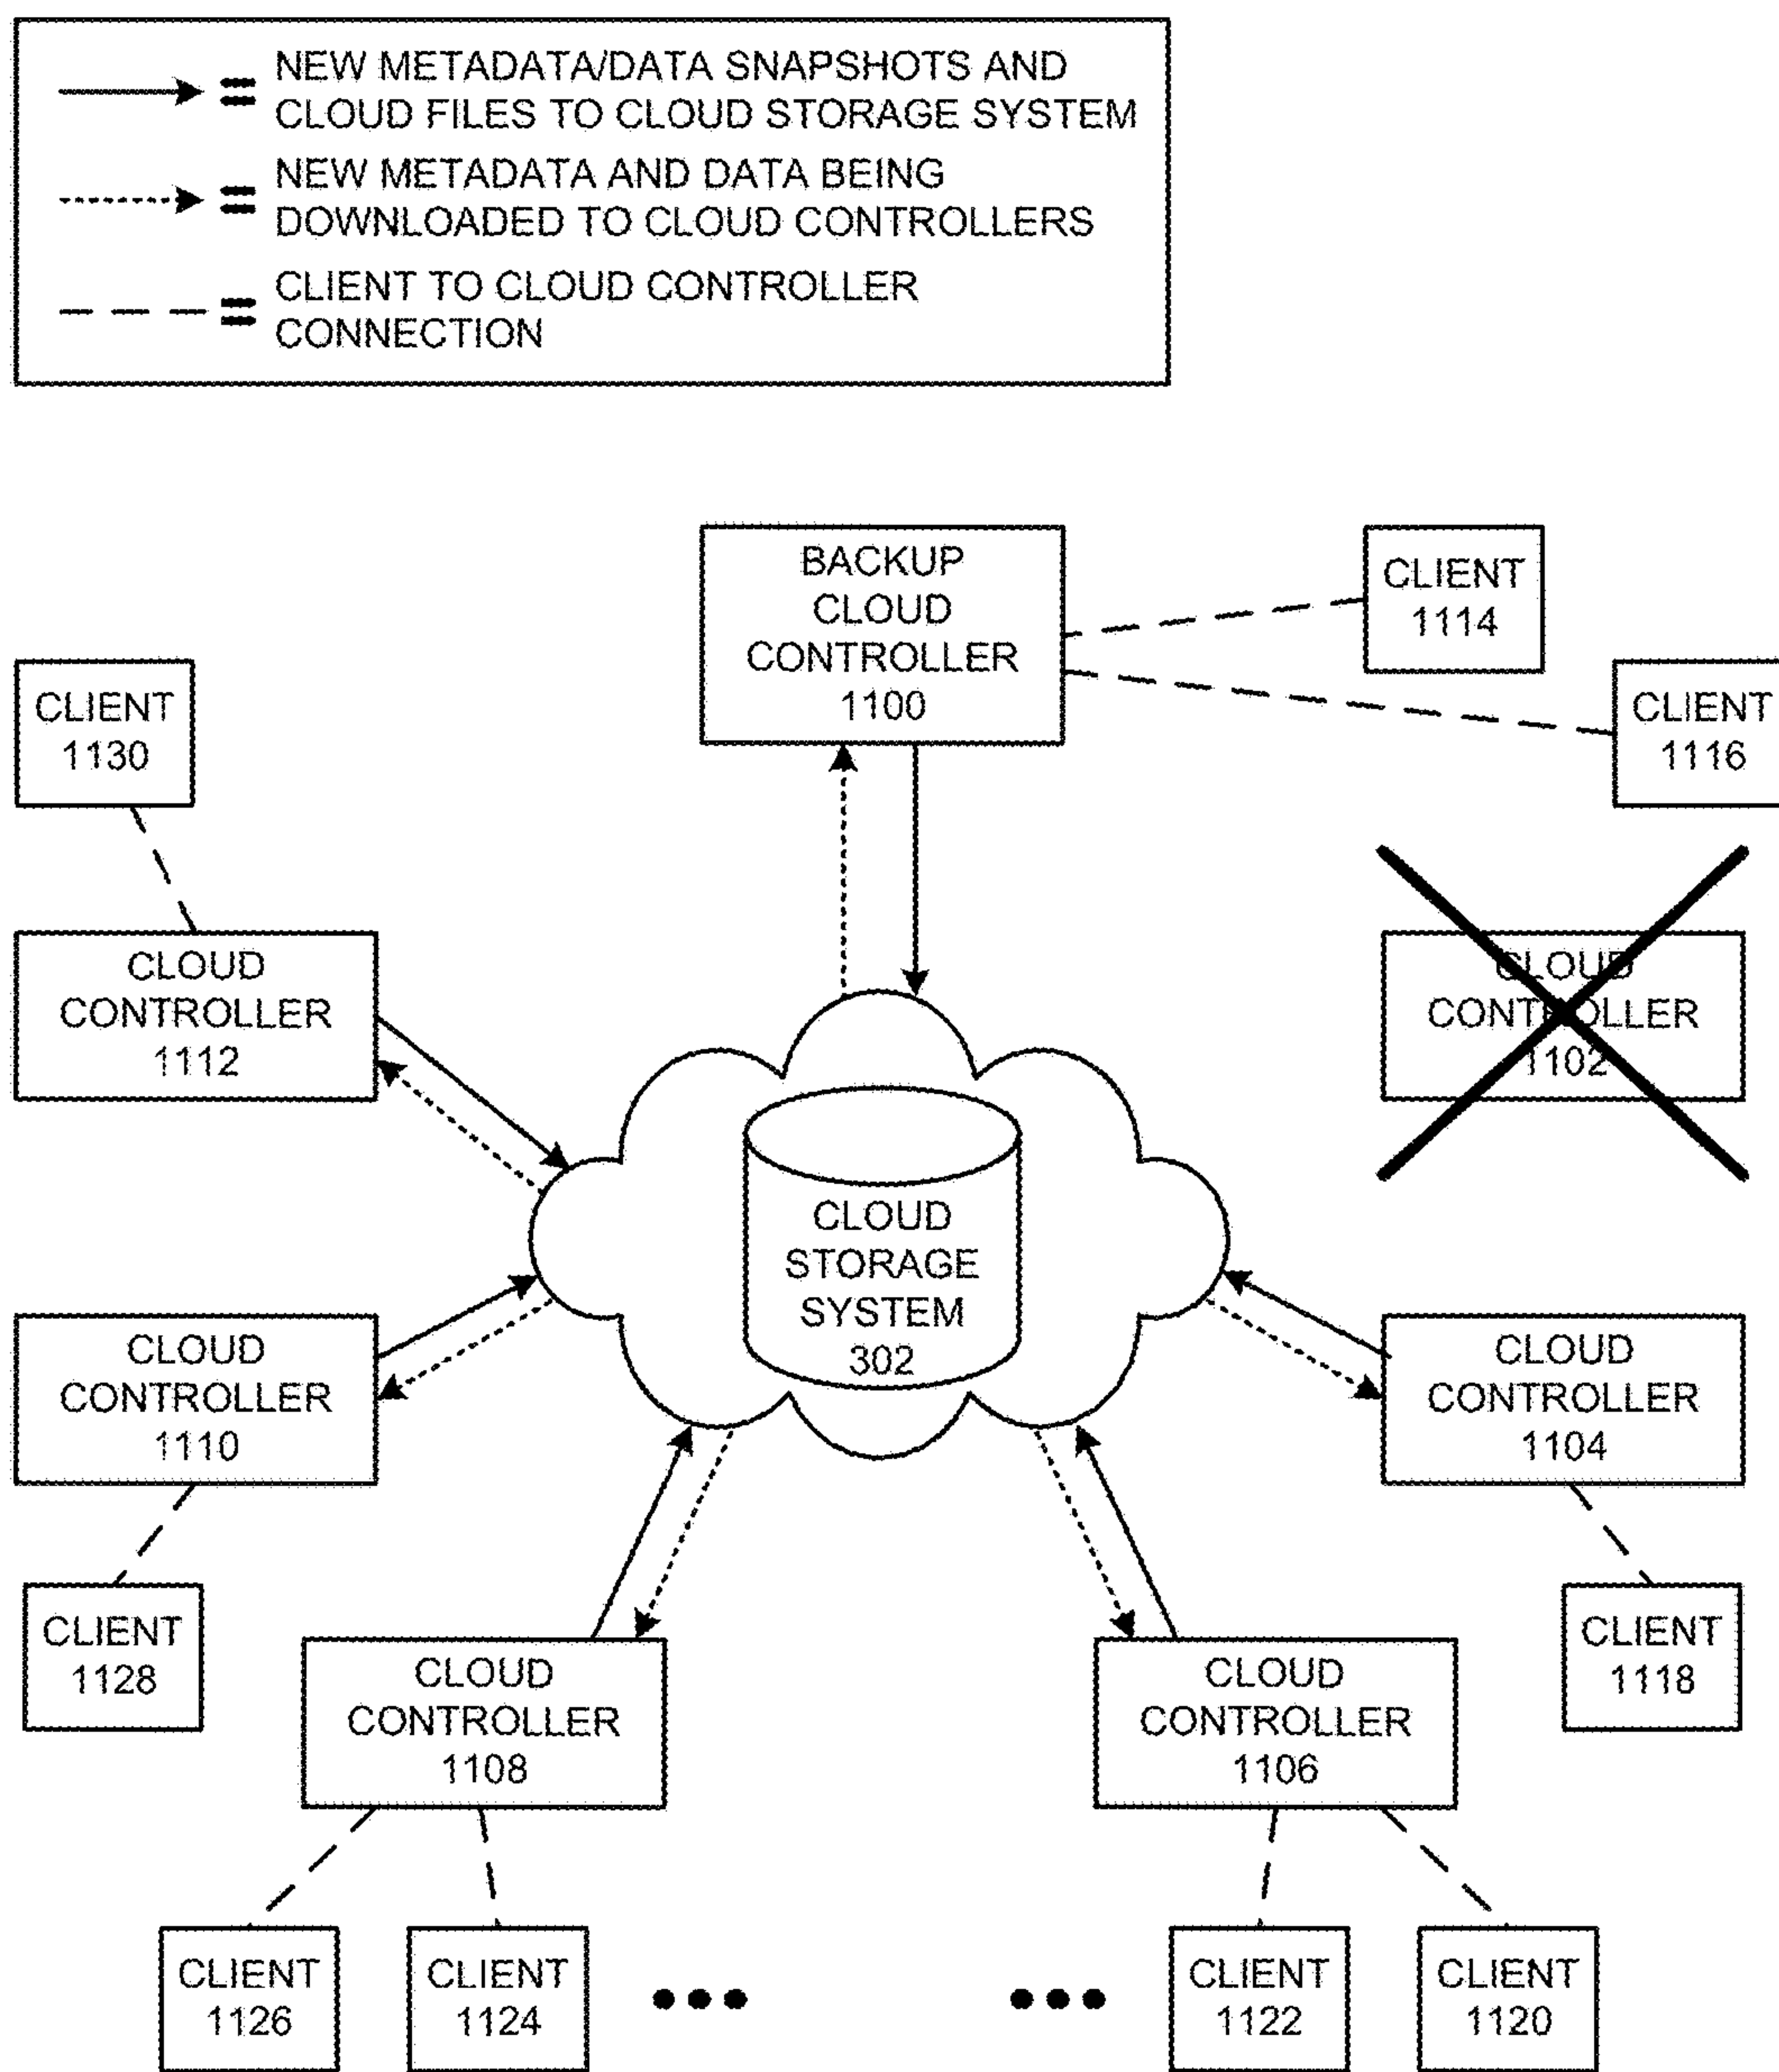 NEW METADATA/DATA SNAPSHOTS AND
CLOUD FILES TO CLOUD STORAGE SYSTEM
NEW METADATA AND DATA BEING
DOWNLOADED TO CLOUD CONTROLLERS
CLIENT TO CLOUD CONTROLLER
CONNECTION
BACKUP
CLOUD
CONTROLLER
1100
CLIENT
1114
CLIENT
1116
CLIENT
1130
CLOUD
CONTROLLER
1112
CLOUD
CONTROLLER
1102
CLOUD
STORAGE
SYSTEM
302
CLOUD
CONTROLLER
1110
CLOUD
CONTROLLER
1104
CLIENT
1128
CLIENT
1118
CLOUD
CONTROLLER
1108
CLOUD
CONTROLLER
1106
CLIENT
1126
CLIENT
1124
CLIENT
1122
CLIENT
1120